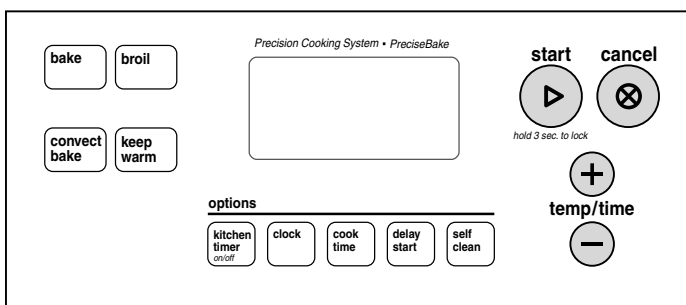 bake
broil
convect
bake
keep
warm
Precision Cooking System • PreciseBake
start
cancel
hold 3 sec. to lock
temp/time
options
kitchen
timer
on/off
clock
cook
time
delay
start
self
clean